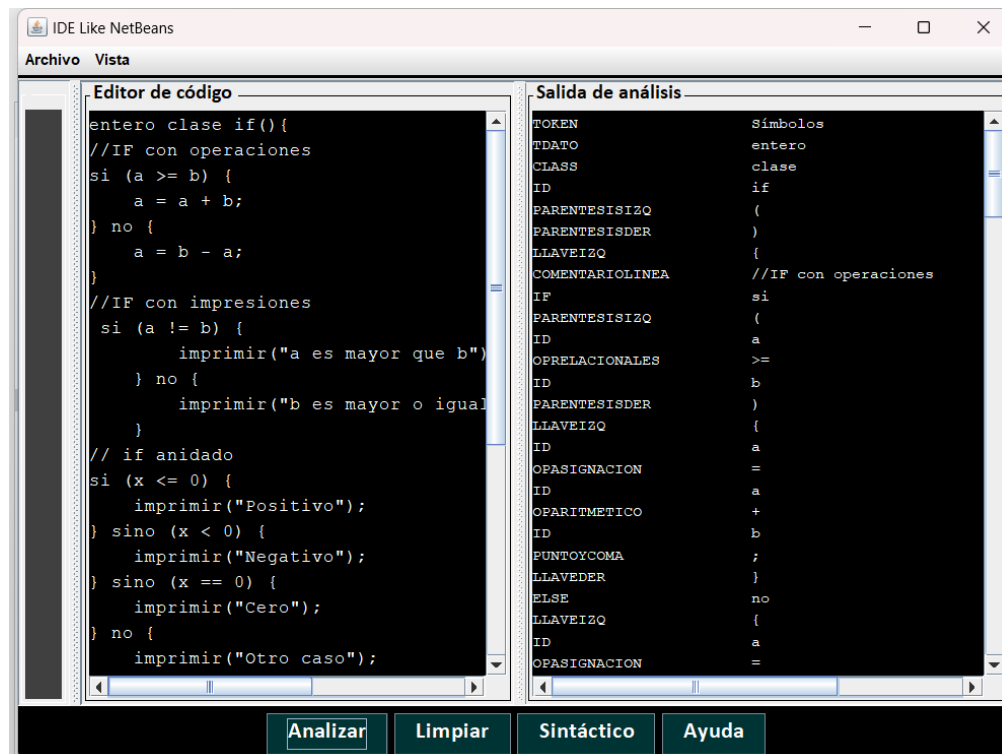 IDE Like NetBeans
Archivo Vista
Editor de código
entero clase if(){
//IF con operaciones
si (a >= b) {
    a = a + b;
} no {
    a = b - a;
}
//IF con impresiones
 si (a != b) {
        imprimir("a es mayor que b")
    } no {
        imprimir("b es mayor o igual
    }
// if anidado
si (x <= 0) {
    imprimir("Positivo");
} sino (x < 0) {
    imprimir("Negativo");
} sino (x == 0) {
    imprimir("Cero");
} no {
    imprimir("Otro caso");
Salida de análisis
TOKEN Símbolos
TDATO entero
CLASS clase
ID if
PARENTESISIZQ (
PARENTESISDER )
LLAVEIZQ {
COMENTARIOLINEA //IF con operaciones
IF si
PARENTESISIZQ (
ID a
OPRELACIONALES >=
ID b
PARENTESISDER )
LLAVEIZQ {
ID a
OPASIGNACION =
ID a
OPARITMETICO +
ID b
PUNTOYCOMA ;
LLAVEDER }
ELSE no
LLAVEIZQ {
ID a
OPASIGNACION =
Analizar Limpiar Sintáctico Ayuda